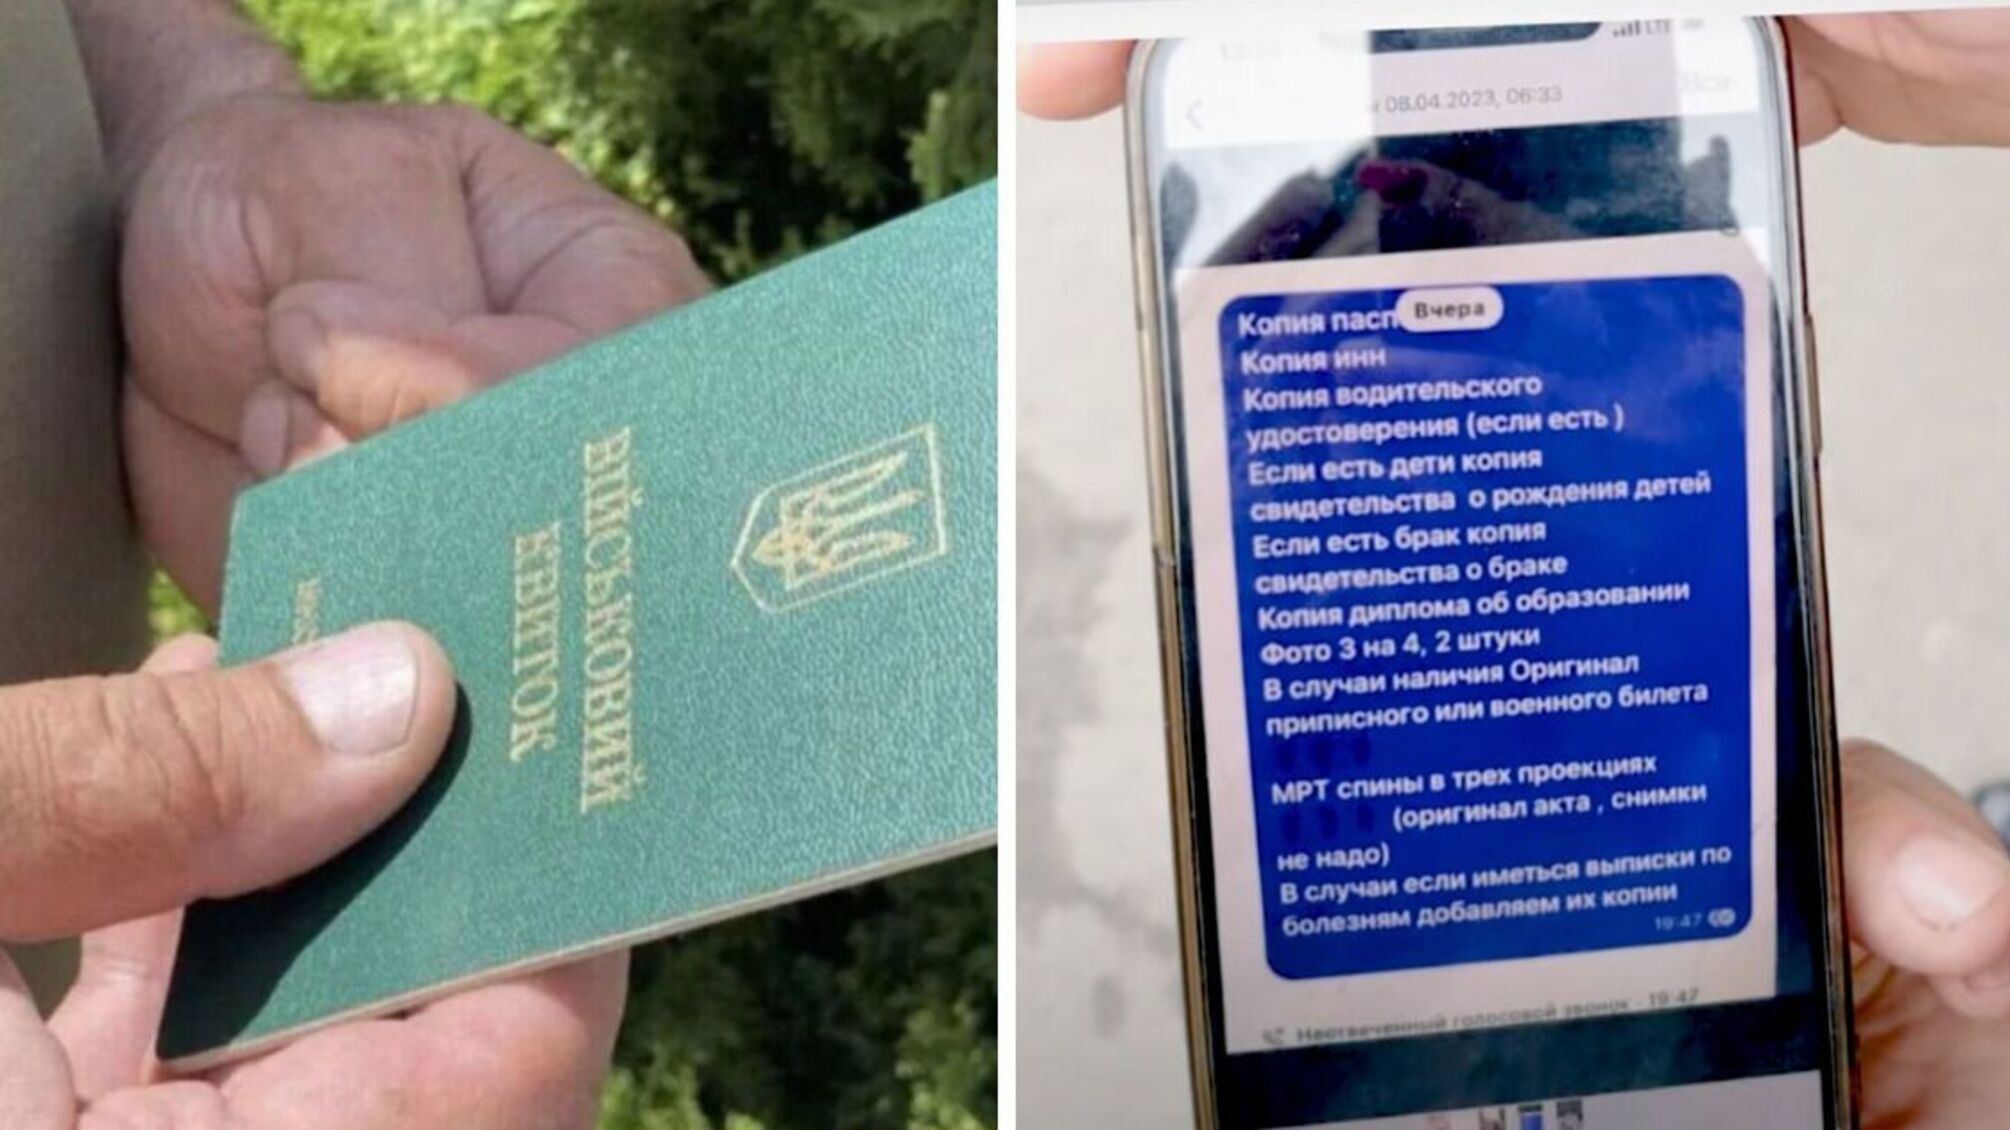 ВІЙСЬКОВИЙ
КВИТОК
LTE
08.04.2023, 06:33
Все
Вчера
Копия
Копия инн
Копия водительского
удостоверения (если есть )
Если есть дети копия
свидетельства о рождения детей
Если есть брак копия
свидетельства о браке
Копия диплома об образовании
Фото 3 на 4, 2 штуки
В случаи наличия Оригинал
приписного или военного билета
МРТ спины в трех проекциях
(оригинал акта , снимки
не надо)
В случаи если иметься выписки по
болезням добавляем их копии
19:47
Неотвеченный голосовой звонок - 19:47